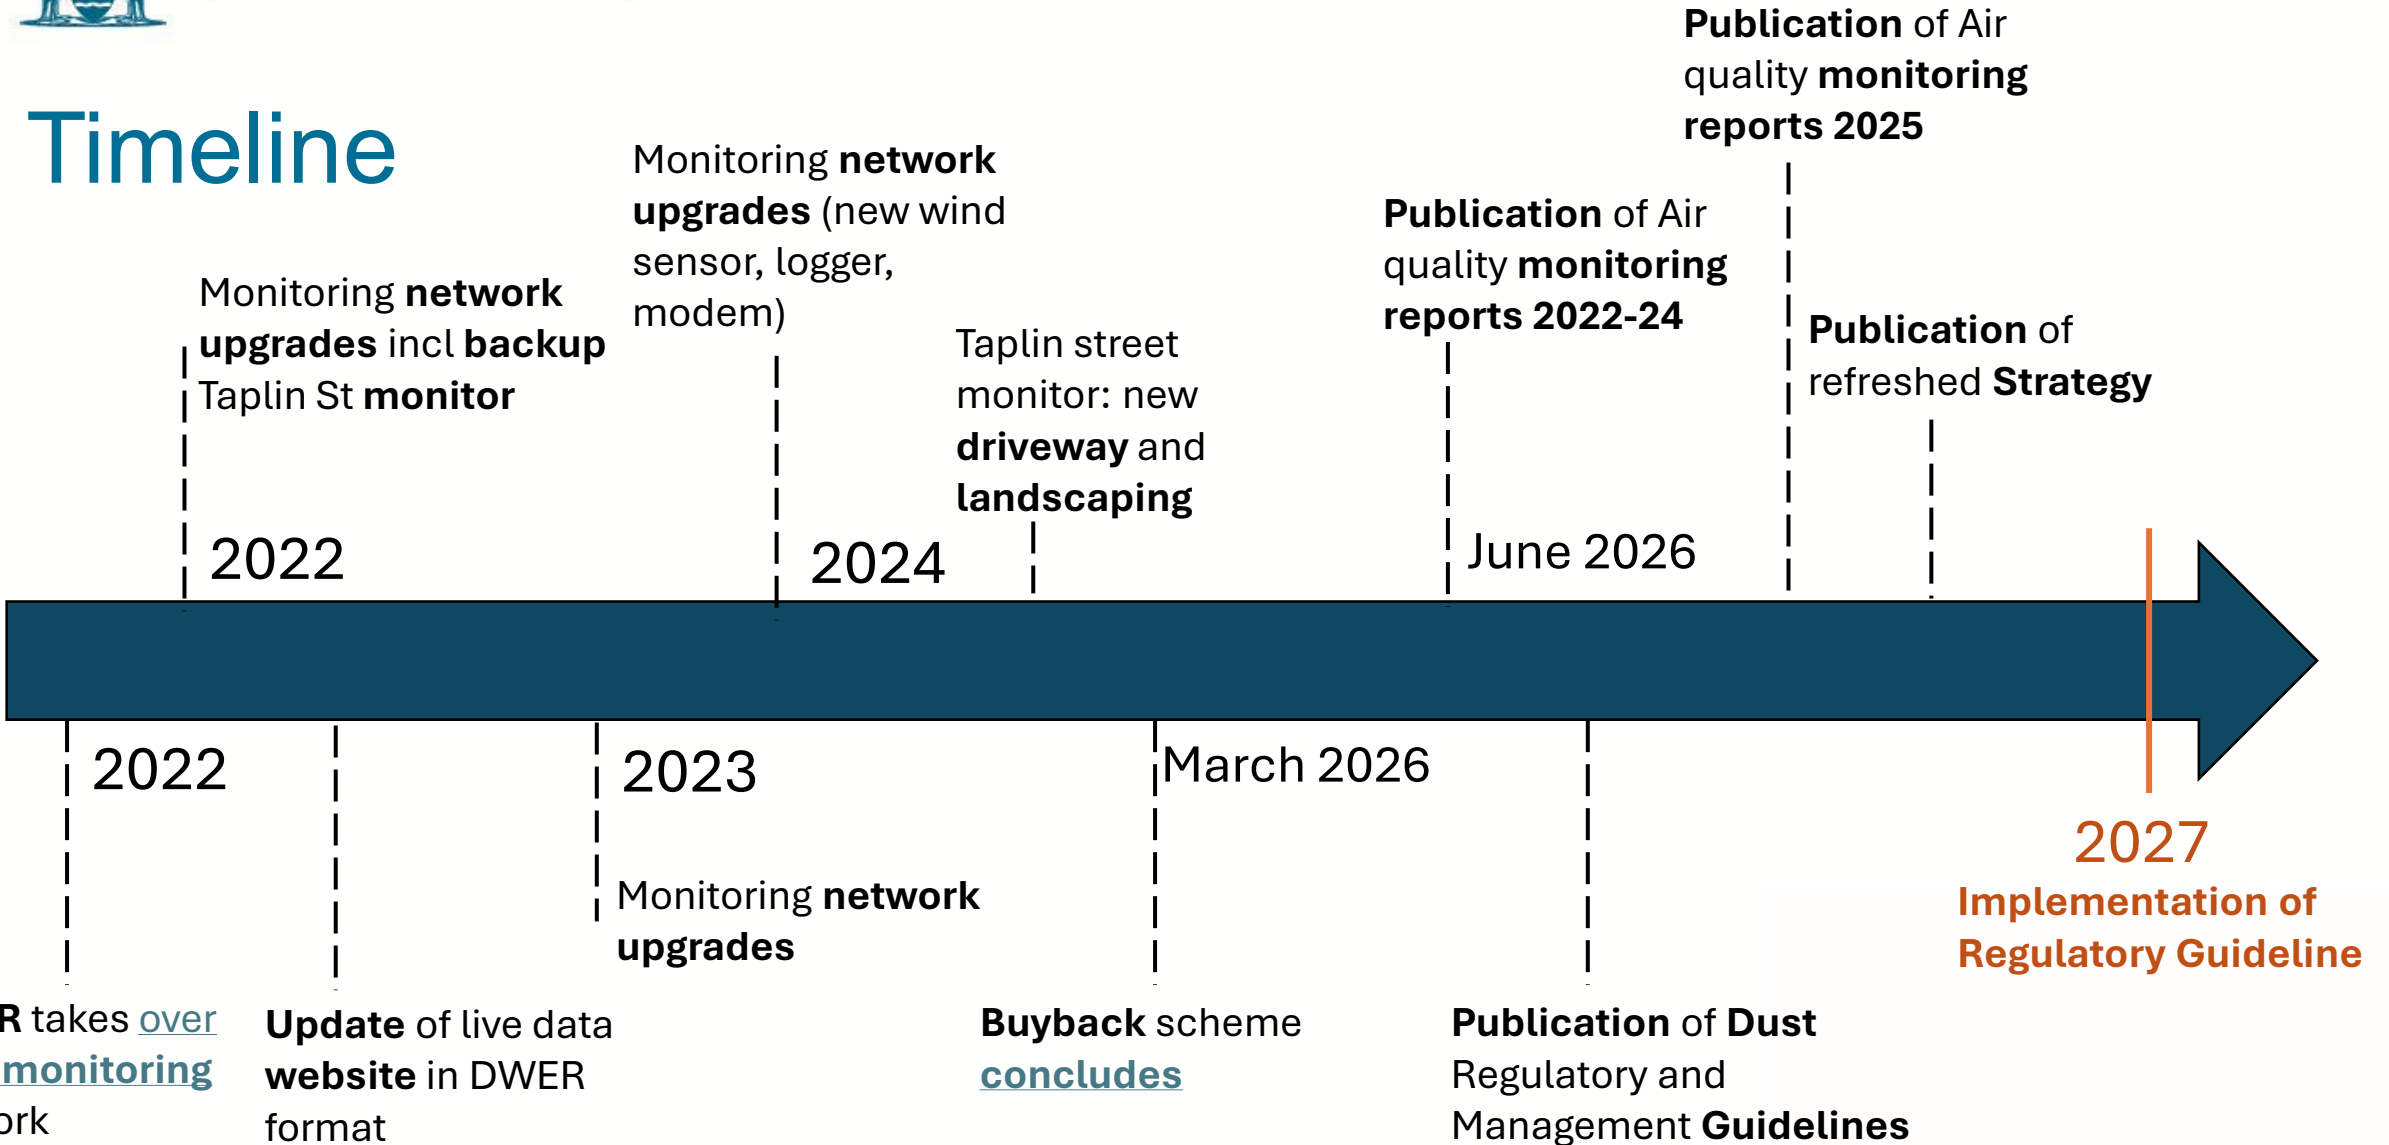 Timeline
Publication of Air
quality monitoring
reports 2025
Monitoring network
upgrades (new wind
sensor, logger,
modem)
Publication of Air
quality monitoring
reports 2022-24
Monitoring network
upgrades incl backup
Taplin St monitor
Taplin street
monitor: new
driveway and
landscaping
Publication of
refreshed Strategy
2022
2024
June 2026
2022
2023
March 2026
2027
Implementation of
Regulatory Guideline
Monitoring network
upgrades
R takes over
monitoring
ork
Update of live data
website in DWER
format
Buyback scheme
concludes
Publication of Dust
Regulatory and
Management Guidelines